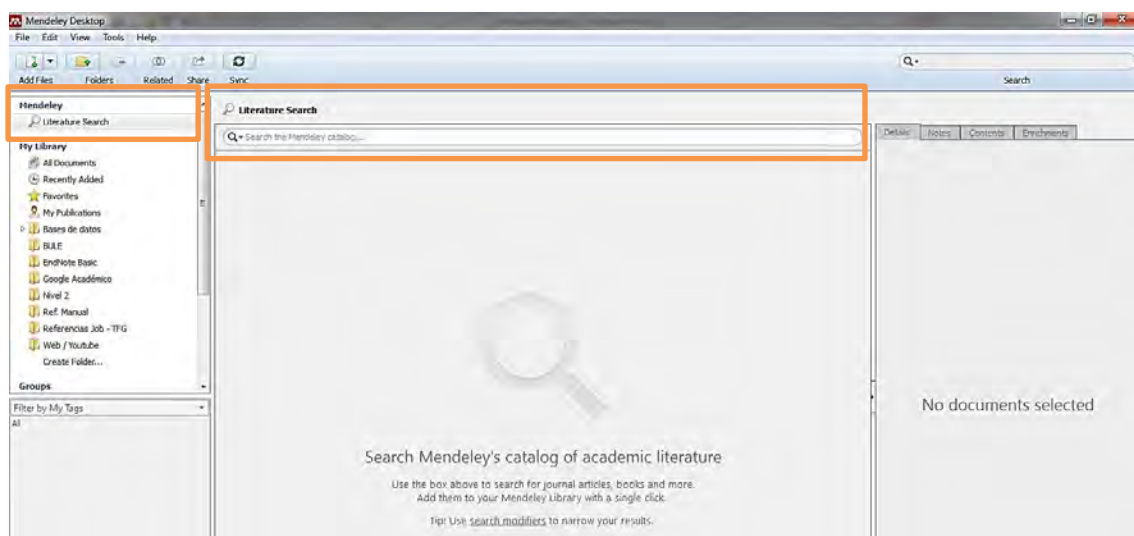 Mendeley Desktop
File Edit View Tools Help
Add Files Folders Related Share Sync Search
Mendeley
Literature Search
My Library
All Documents
Recently Added
Favorites
My Publications
Bases de datos
BULE
EndNote Basic
Google Académico
Nivel 2
Ref. Manual
Referencias Job - TFG
Web / Youtube
Create Folder...
Groups
Filter by My Tags
All
Literature Search
Search the Mendeley catalog...
Search Mendeley's catalog of academic literature
Use the box above to search for journal articles, books and more.
Add them to your Mendeley Library with a single click.
Tip: Use search modifiers to narrow your results.
Details Notes Contents Enrichments
No documents selected